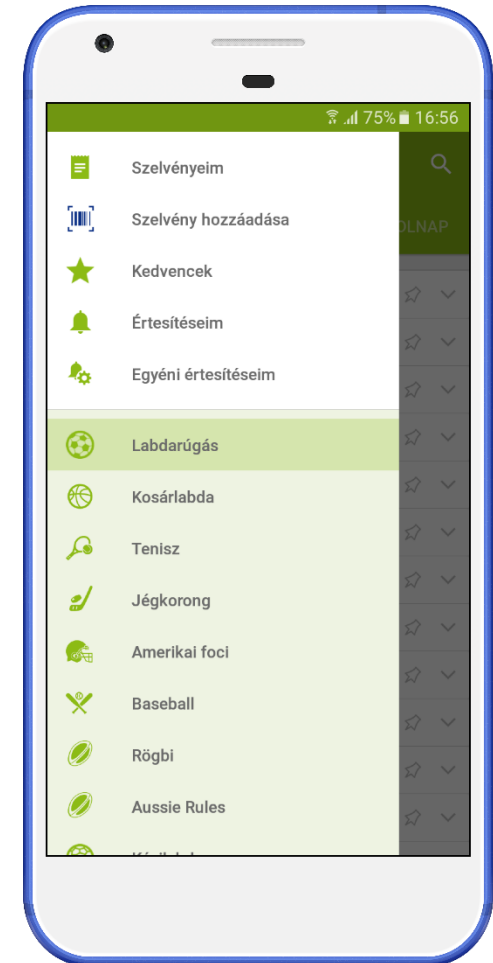 75% 16:56
Szelvényeim
Szelvény hozzáadása
OLNAP
Kedvencek
Értesítéseim
Egyéni értesítéseim
Labdarúgás
Kosárlabda
Tenisz
Jégkorong
Amerikai foci
Baseball
Rögbi
Aussie Rules